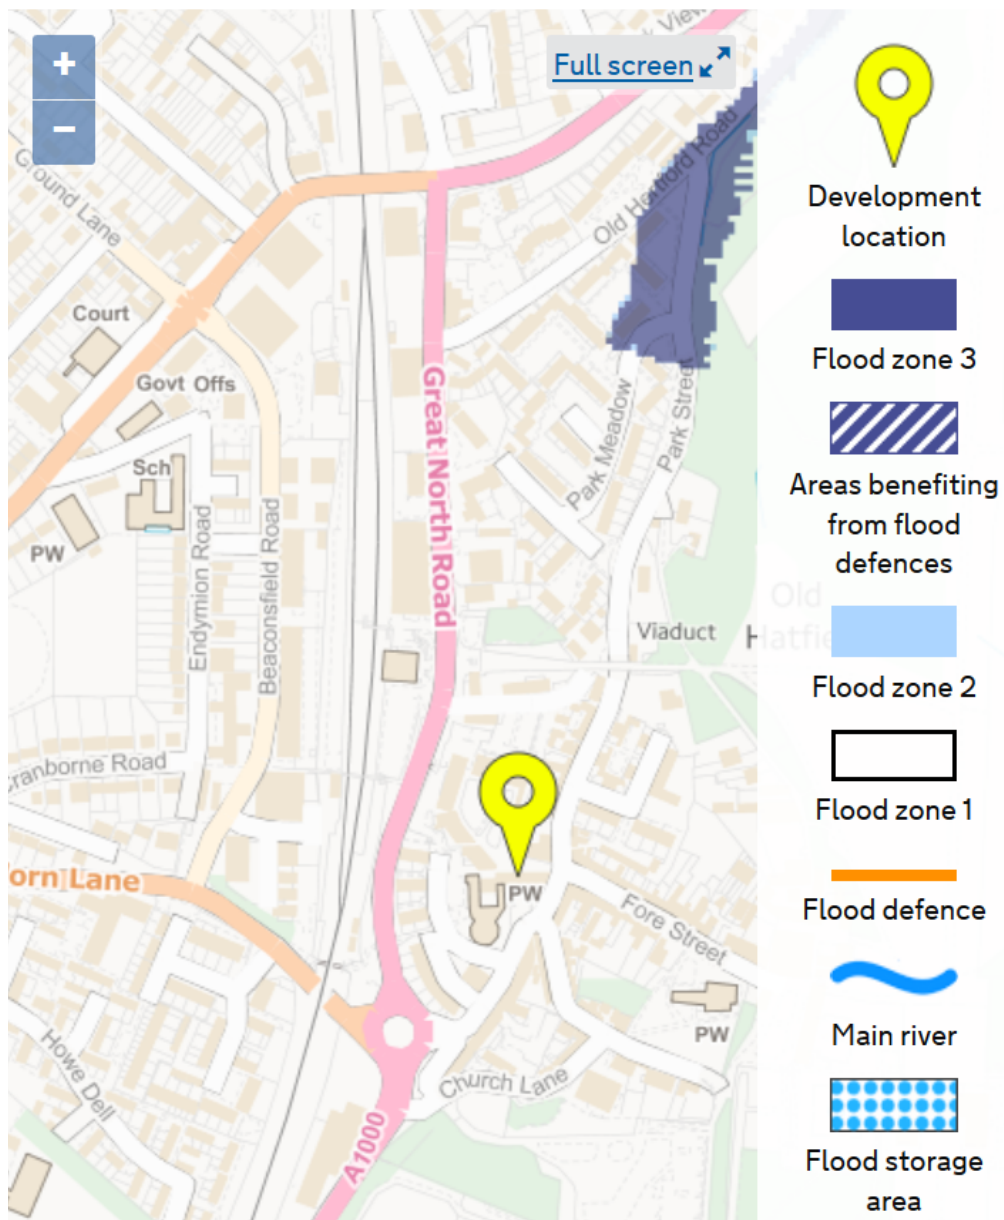 +
Full screen
−
k View
Ground Lane
Old Hertford Road
Court
Govt Offs
Great North Road
Park Meadow
Park Street
Sch
PW
Endymion Road
Beaconsfield Road
Viaduct
Old
Hatfie
ranborne Road
orn Lane
PW
Fore Street
PW
Howe Dell
Church Lane
A1000
Development
location
Flood zone 3
Areas benefiting
from flood
defences
Flood zone 2
Flood zone 1
Flood defence
Main river
Flood storage
area